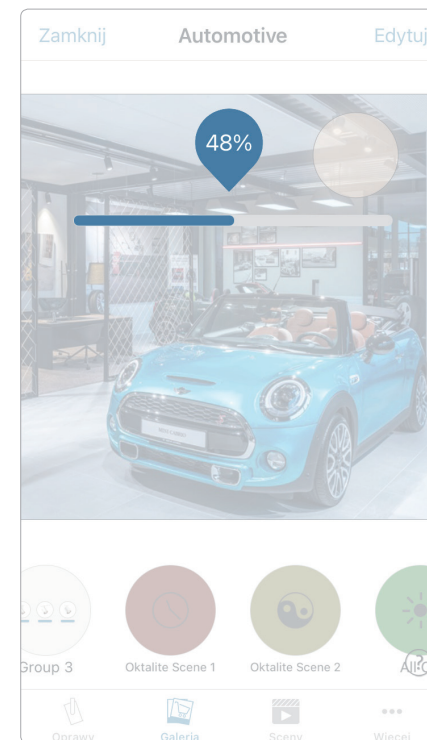 Zamknij Automotive Edytuj
48%
Group 3 Oktalite Scene 1 Oktalite Scene 2
?
Oprawy Galeria Sceny Więcej